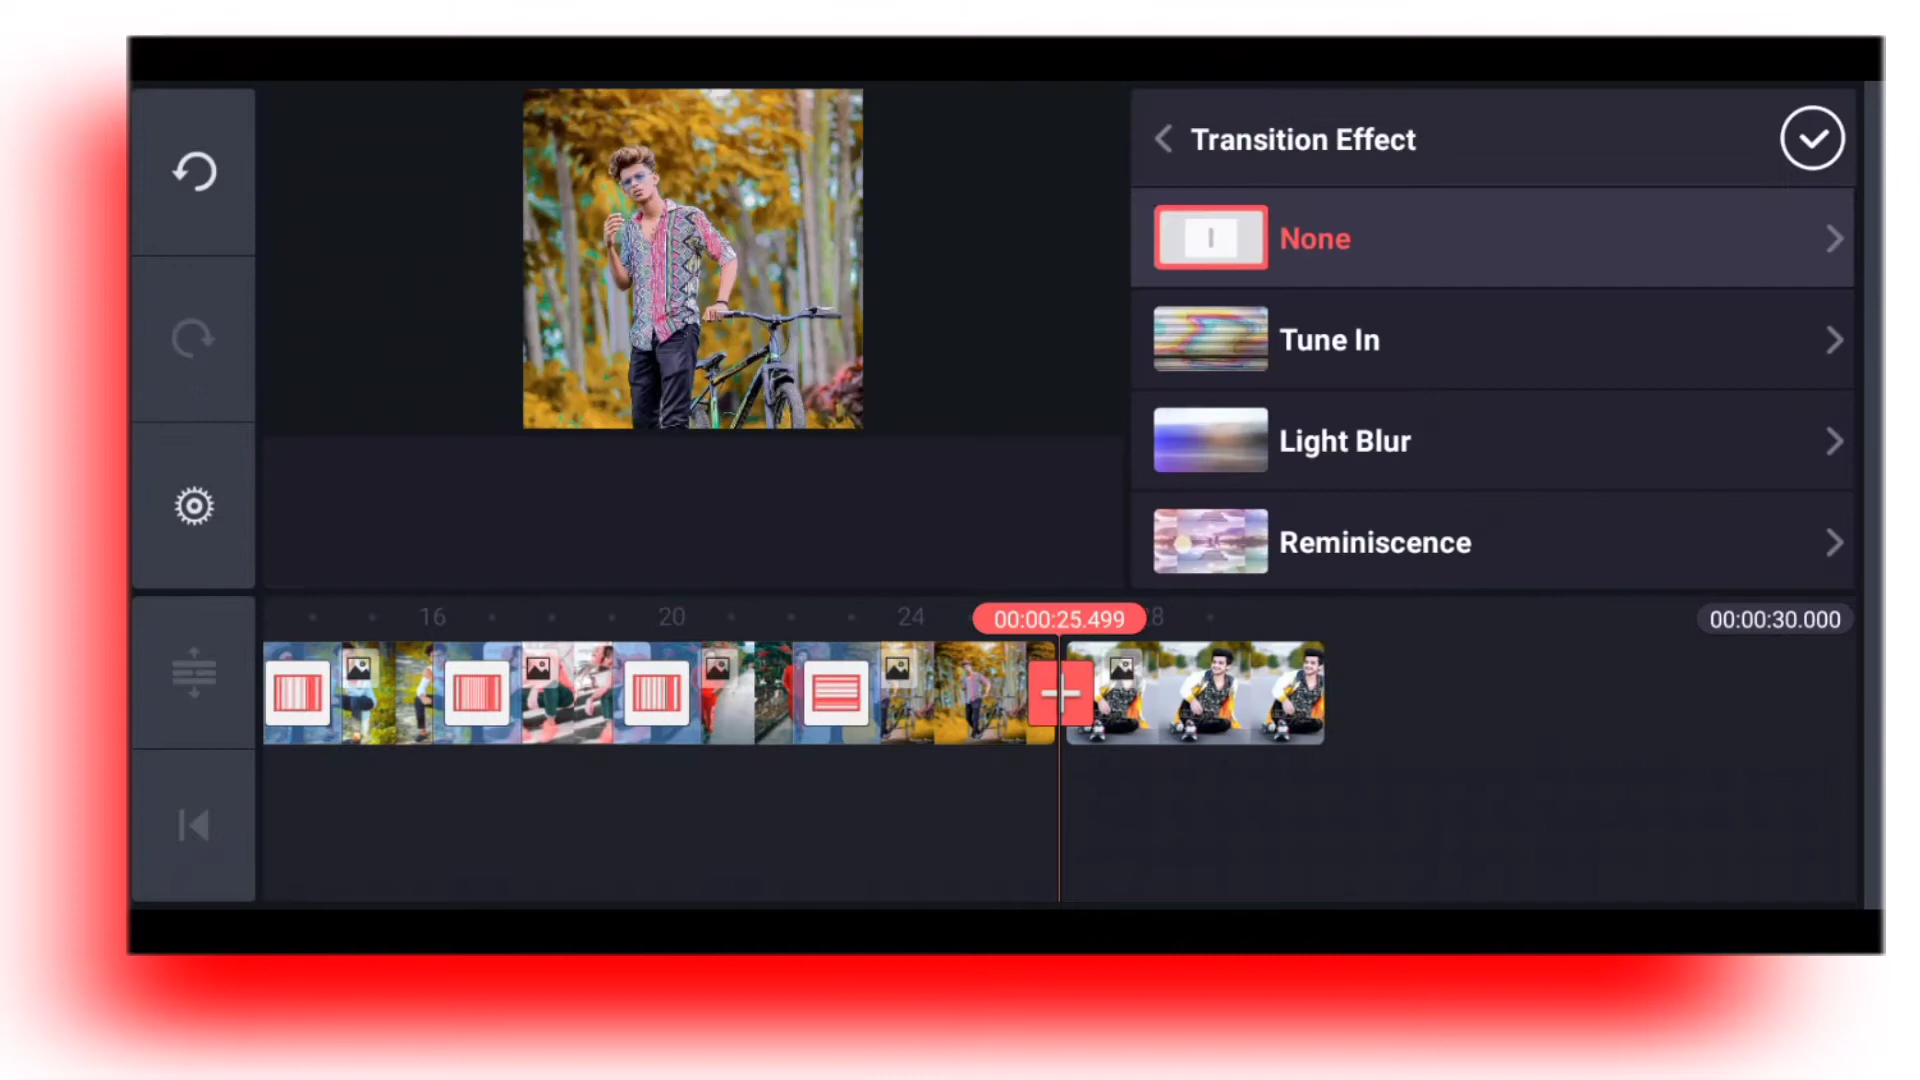 Transition Effect
None
Tune In
Light Blur
Reminiscence
16
20
24
00:00:25.499
8
00:00:30.000